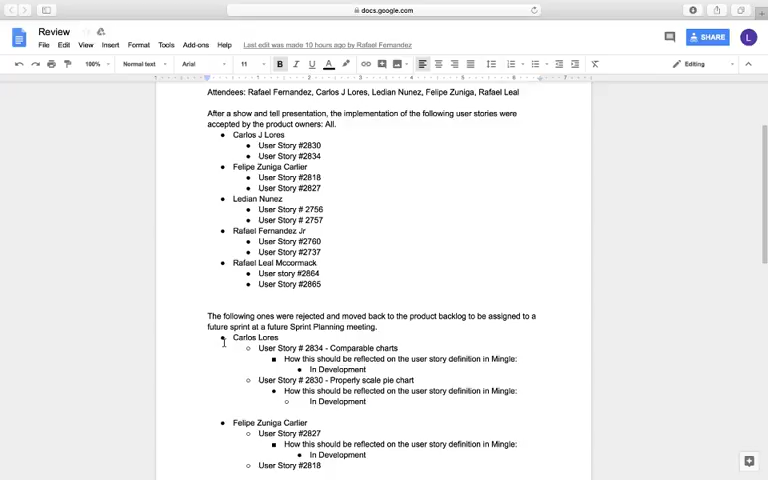 docs.google.com
Review
File Edit View Insert Format Tools Add-ons Help Last edit was made 10 hours ago by Rafael Fernandez
SHARE
L
100% Normal text Arial 11 B I U A Editing
Attendees: Rafael Fernandez, Carlos J Lores, Ledian Nunez, Felipe Zuniga, Rafael Leal
After a show and tell presentation, the implementation of the following user stories were
accepted by the product owners: All.
Carlos J Lores
User Story #2830
User Story #2834
Felipe Zuniga Carlier
User Story #2818
User Story #2827
Ledian Nunez
User Story # 2756
User Story # 2757
Rafael Fernandez Jr
User Story #2760
User Story #2737
Rafael Leal Mccormack
User story #2864
User Story #2865
The following ones were rejected and moved back to the product backlog to be assigned to a
future sprint at a future Sprint Planning meeting.
Carlos Lores
User Story # 2834 - Comparable charts
How this should be reflected on the user story definition in Mingle:
In Development
User Story # 2830 - Properly scale pie chart
How this should be reflected on the user story definition in Mingle:
In Development
Felipe Zuniga Carlier
User Story #2827
How this should be reflected on the user story definition in Mingle:
In Development
User Story #2818